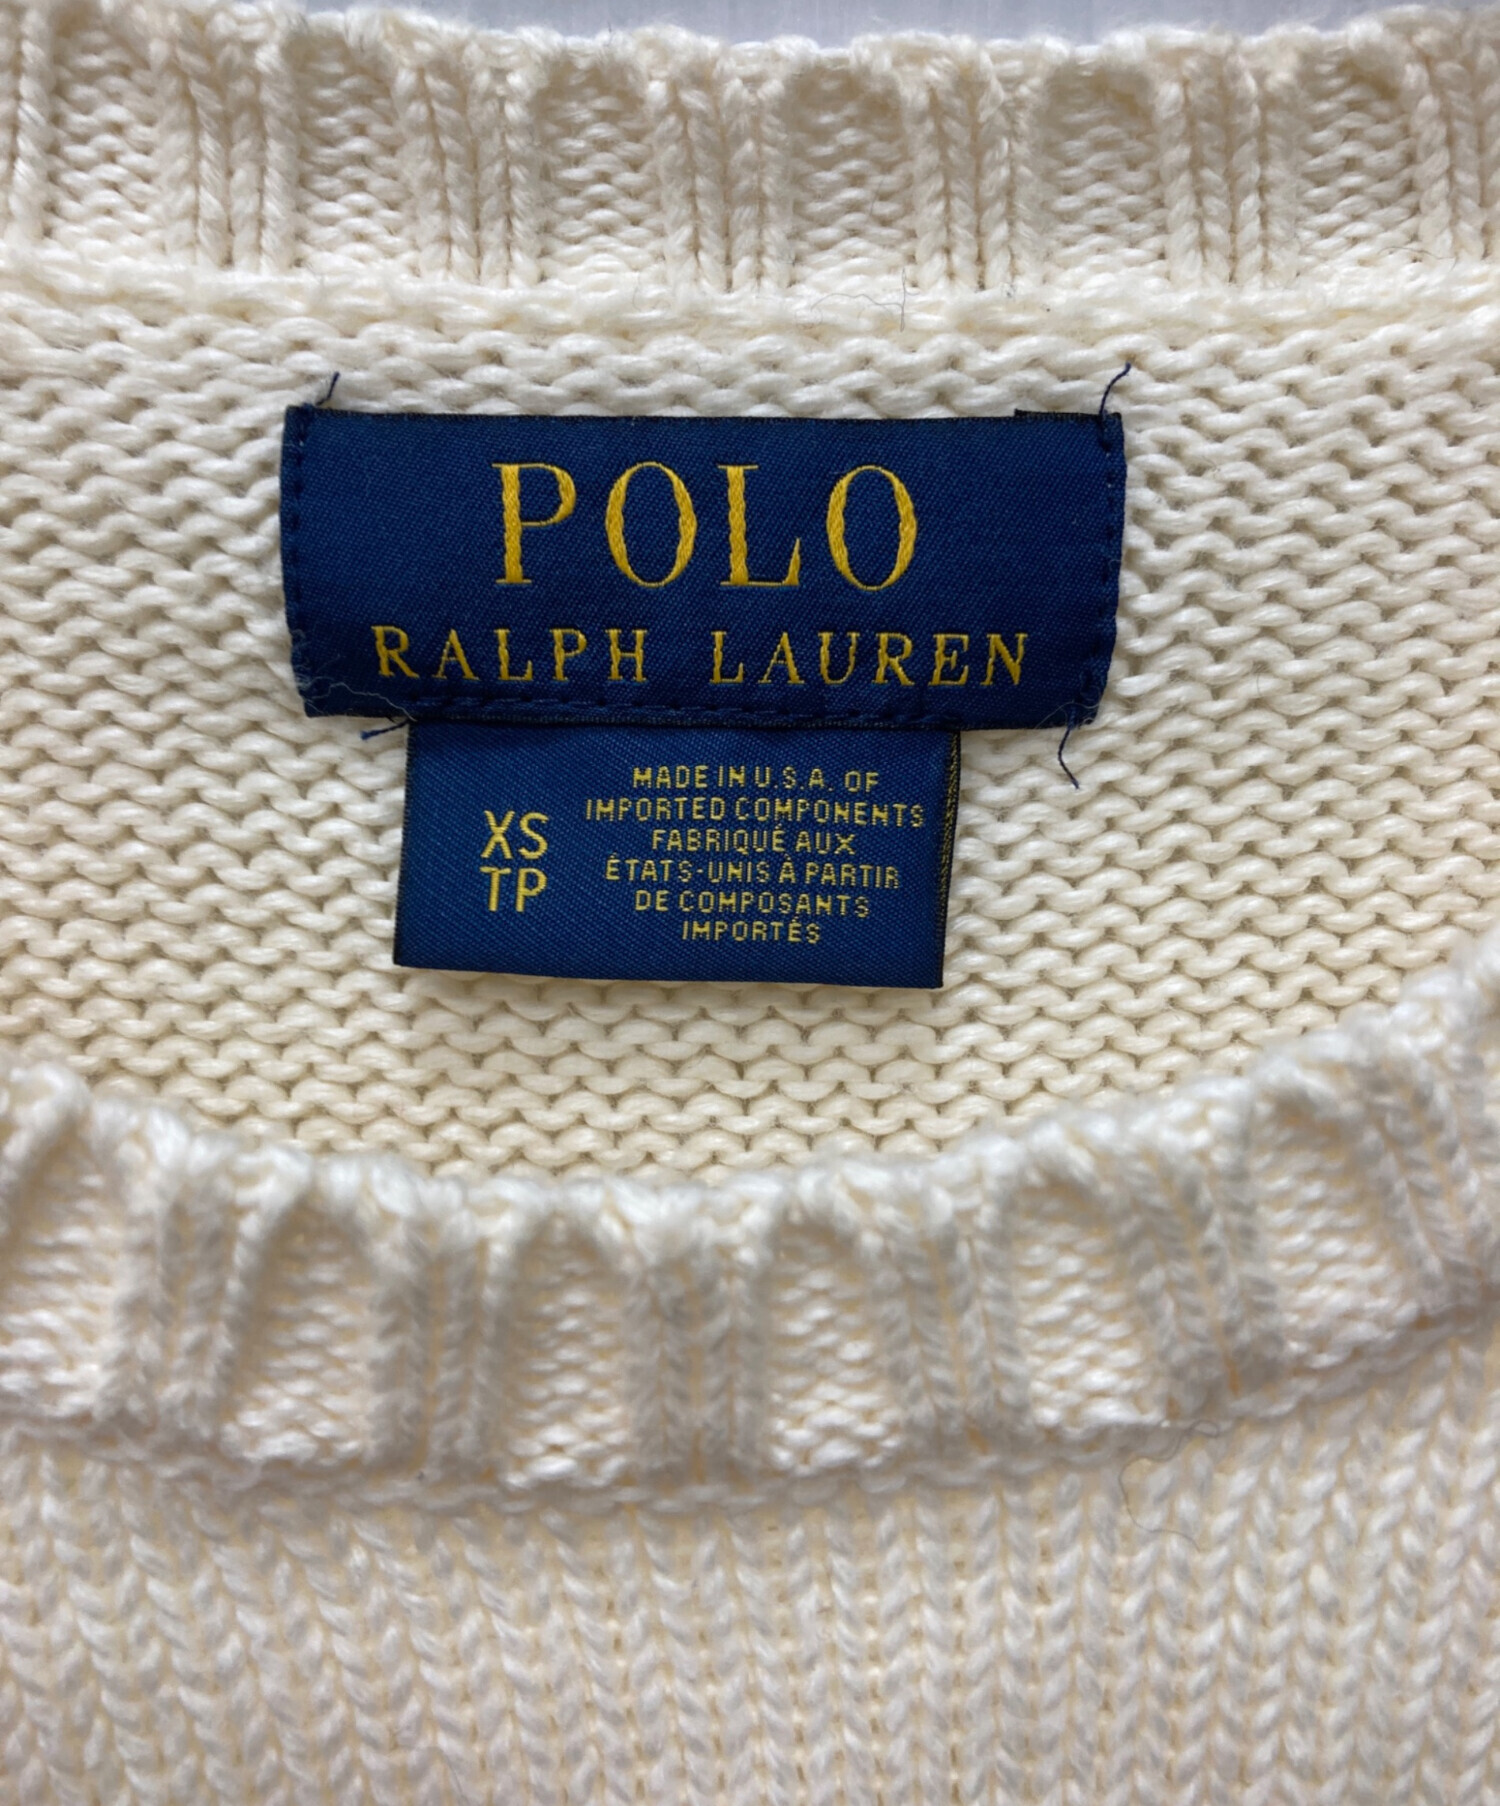 POLO
RALPH LAUREN
XS
TP
MADE IN U.S.A. OF
IMPORTED COMPONENTS
FABRIQUÉ AUX
ÉTATS-UNIS À PARTIR
DE COMPOSANTS
IMPORTÉS